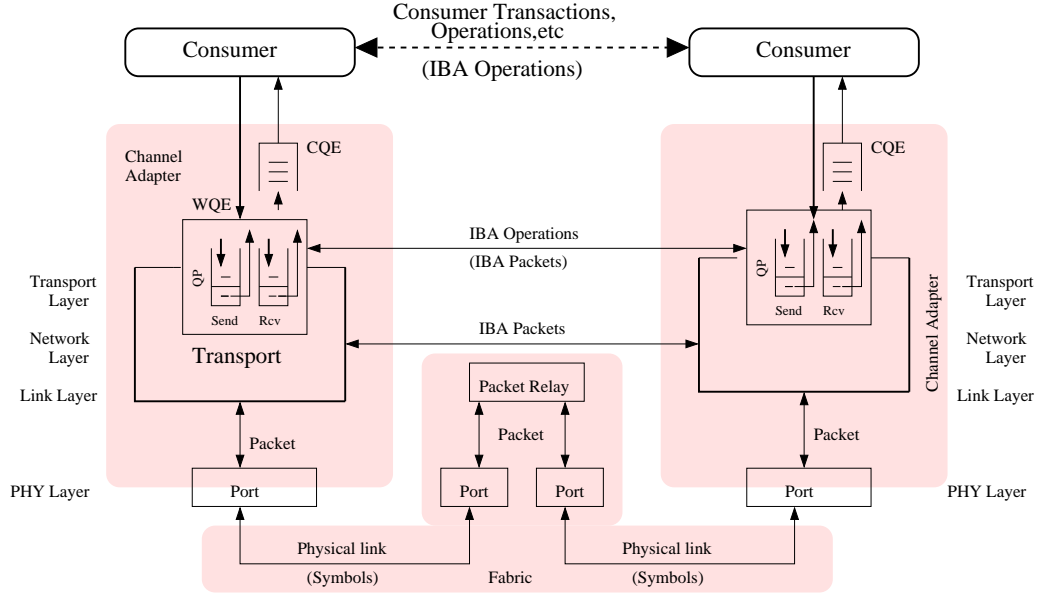 Consumer Transactions,
Operations,etc
(IBA Operations)
Consumer
Consumer
Channel
Adapter
CQE
WQE
QP
Send
Rcv
Transport
CQE
QP
Send
Rcv
Channel Adapter
IBA Operations
(IBA Packets)
IBA Packets
Transport
Layer
Network
Layer
Link Layer
PHY Layer
Transport
Layer
Network
Layer
Link Layer
PHY Layer
Packet Relay
Packet
Packet
Packet
Port
Port
Port
Port
Physical link
(Symbols)
Fabric
Physical link
(Symbols)